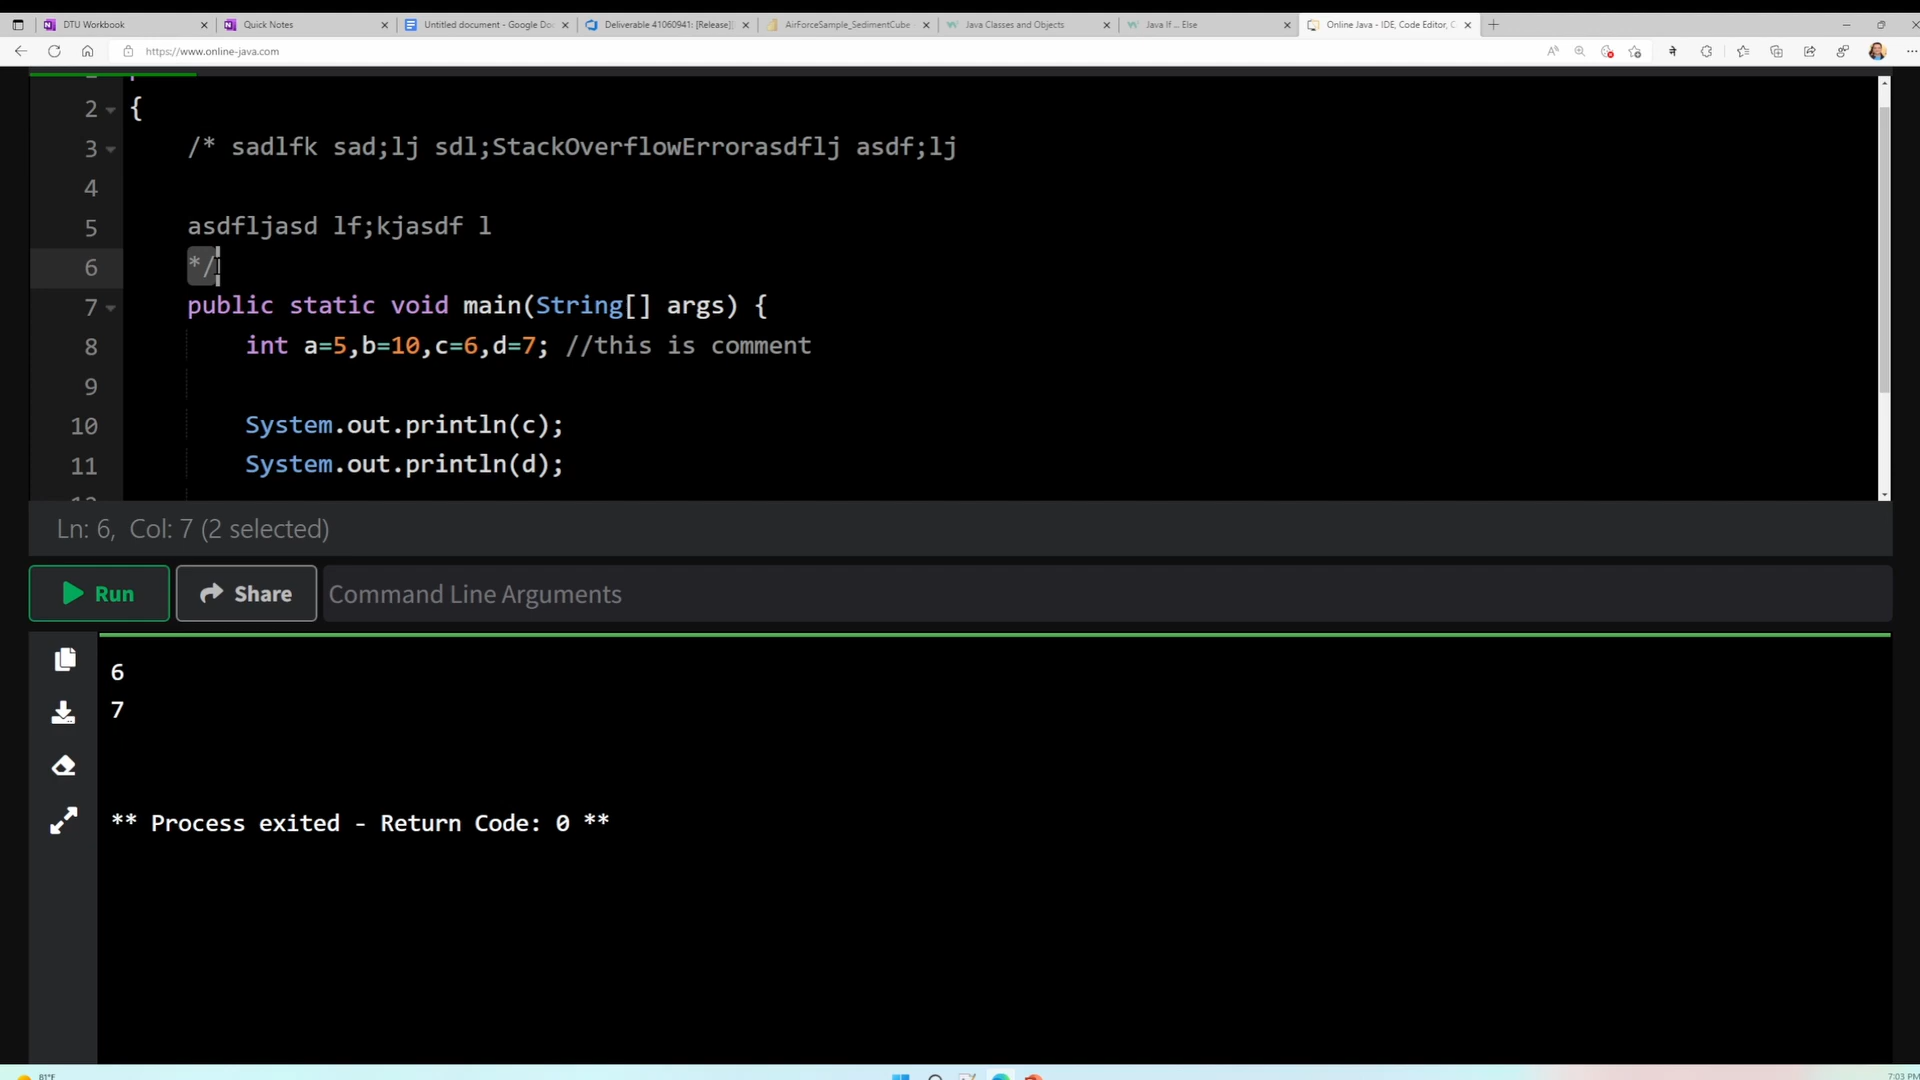 DTU Workbook
Quick Notes
Untitled document - Google Do
Deliverable 41060941: [Release]
AirForceSample_SedimentCube
Java Classes and Objects
Java If ... Else
Online Java - IDE, Code Editor, C
https://www.online-java.com
2 {
3 /* sadlfk sad;lj sdl;StackOverflowErrorasdflj asdf;lj
4
5 asdfljasd lf;kjasdf l
6 */
7 public static void main(String[] args) {
8 int a=5,b=10,c=6,d=7; //this is comment
9
10 System.out.println(c);
11 System.out.println(d);
Ln: 6, Col: 7 (2 selected)
Run
Share
Command Line Arguments
6
7
** Process exited - Return Code: 0 **
81°F
7:03 PM